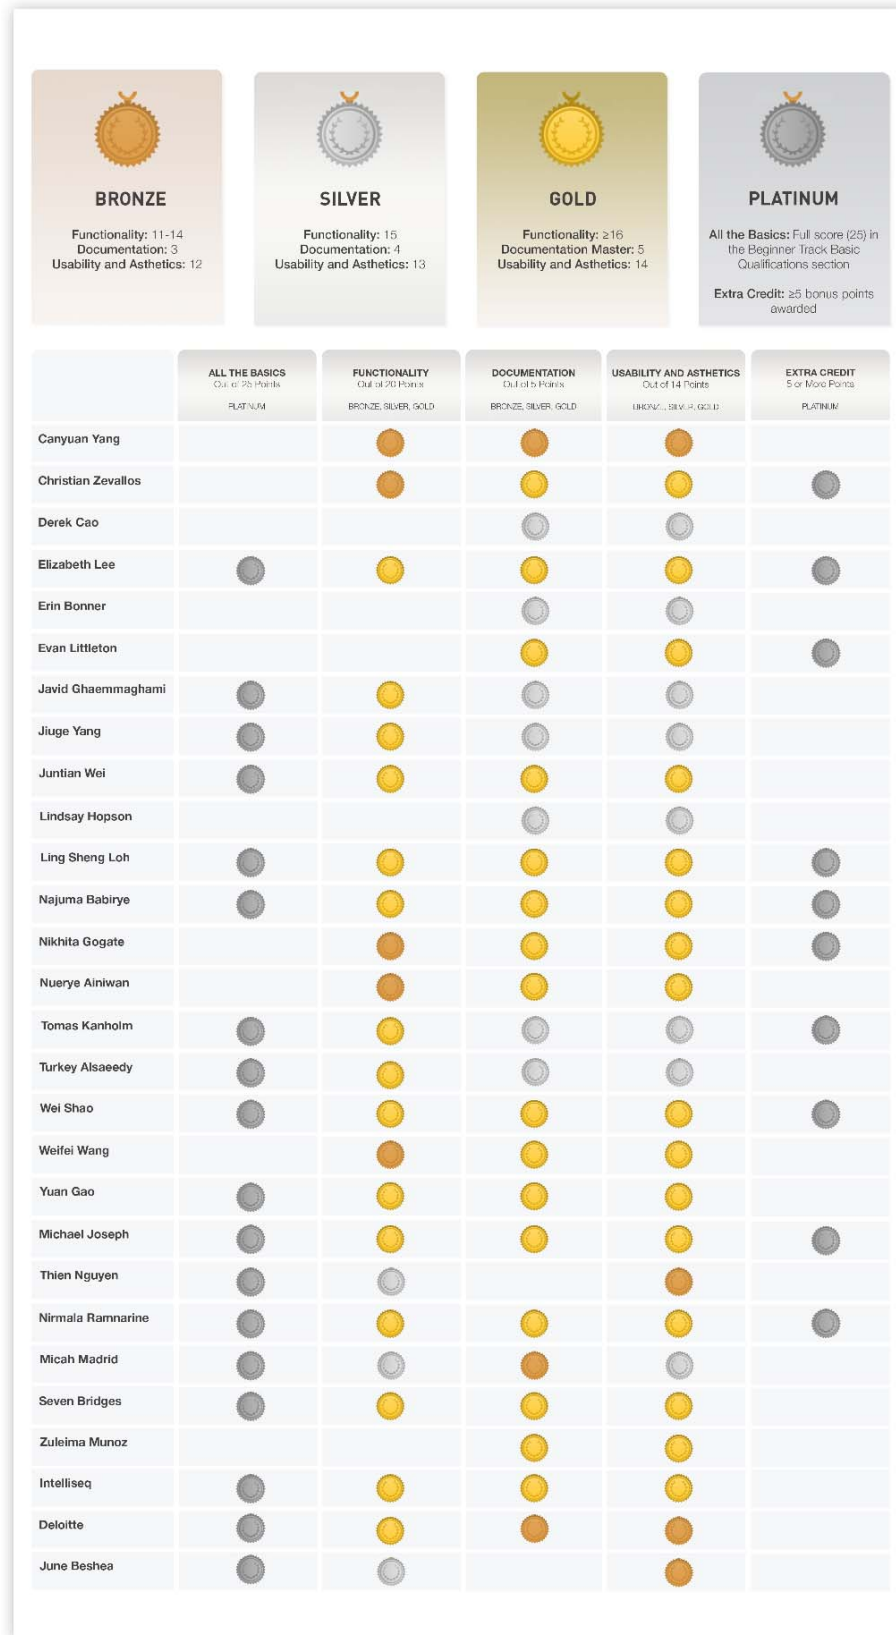 BRONZE
Functionality: 11-14
Documentation: 3
Usability and Asthetics: 12
SILVER
Functionality: 15
Documentation: 4
Usability and Asthetics: 13
GOLD
Functionality: ≥16
Documentation Master: 5
Usability and Asthetics: 14
PLATINUM
All the Basics: Full score (25) in
the Beginner Track Basic
Qualifications section
Extra Credit: ≥5 bonus points
awarded
ALL THE BASICS
Out of 25 Points
PLATINUM
FUNCTIONALITY
Out of 20 Points
BRONZE, SILVER, GOLD
DOCUMENTATION
Out of 5 Points
BRONZE, SILVER, GOLD
USABILITY AND ASTHETICS
Out of 14 Points
BRONZE, SILVER, GOLD
EXTRA CREDIT
5 or More Points
PLATINUM
Canyuan Yang
Christian Zevallos
Derek Cao
Elizabeth Lee
Erin Bonner
Evan Littleton
Javid Ghaemmaghami
Jiuge Yang
Juntian Wei
Lindsay Hopson
Ling Sheng Loh
Najuma Babirye
Nikhita Gogate
Nuerye Ainiwan
Tomas Kanholm
Turkey Alsaeedy
Wei Shao
Weifei Wang
Yuan Gao
Michael Joseph
Thien Nguyen
Nirmala Ramnarine
Micah Madrid
Seven Bridges
Zuleima Munoz
Intelliseq
Deloitte
June Beshea